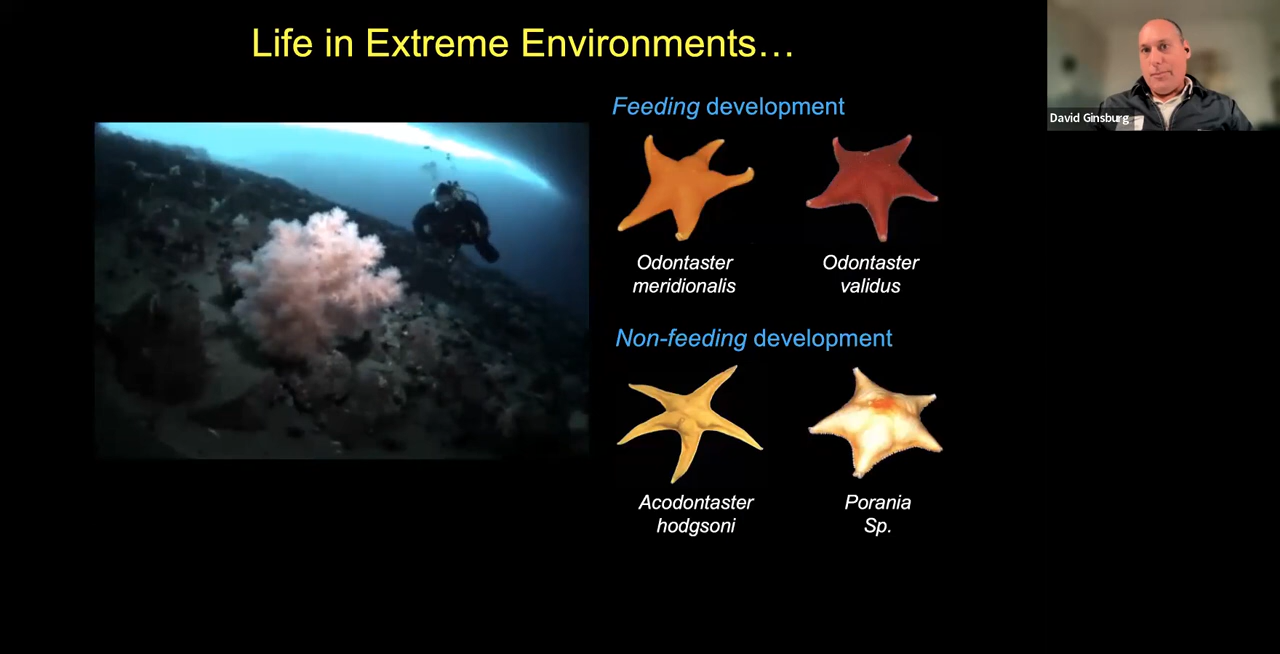 Life in Extreme Environments…
David Ginsburg
Feeding development
Odontaster
meridionalis
Odontaster
validus
Non-feeding development
Acodontaster
hodgsoni
Porania
Sp.